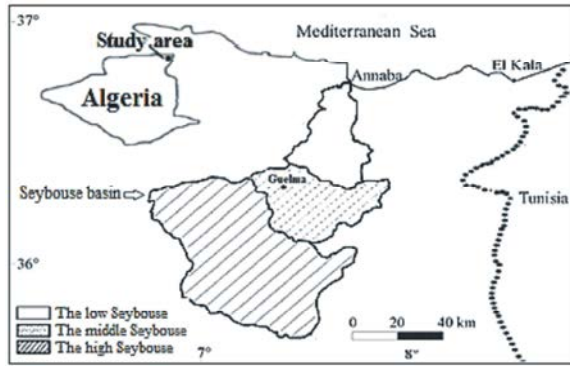 37°
Mediterranean Sea
Study area
El Kala
Annaba
Algeria
Guelma
Seybouse basin
Tunisia
36°
The low Seybouse
The middle Seybouse
The high Seybouse
0 20 40 km
7°
8°